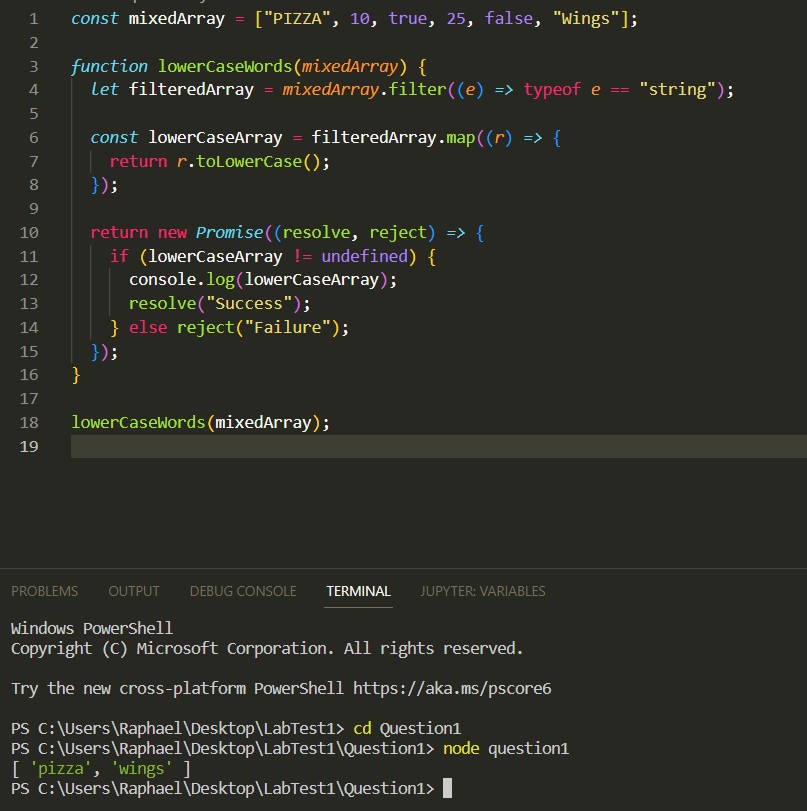 1 const mixedArray = ["PIZZA", 10, true, 25, false, "Wings"];
2
3 function lowerCaseWords(mixedArray) {
4   let filteredArray = mixedArray.filter((e) => typeof e == "string");
5
6   const lowerCaseArray = filteredArray.map((r) => {
7     return r.toLowerCase();
8   });
9
10   return new Promise((resolve, reject) => {
11     if (lowerCaseArray != undefined) {
12       console.log(lowerCaseArray);
13       resolve("Success");
14     } else reject("Failure");
15   });
16 }
17
18 lowerCaseWords(mixedArray);
19
PROBLEMS OUTPUT DEBUG CONSOLE TERMINAL JUPYTER: VARIABLES
Windows PowerShell
Copyright (C) Microsoft Corporation. All rights reserved.
Try the new cross-platform PowerShell https://aka.ms/pscore6
PS C:\Users\Raphael\Desktop\LabTest1> cd Question1
PS C:\Users\Raphael\Desktop\LabTest1\Question1> node question1
[ 'pizza', 'wings' ]
PS C:\Users\Raphael\Desktop\LabTest1\Question1>